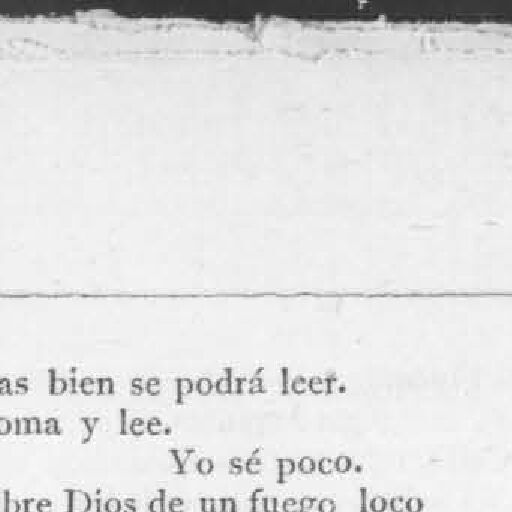 as bien se podrá leer.
oma y lee.
Yo sé poco.
bre Dios de un fuego loco